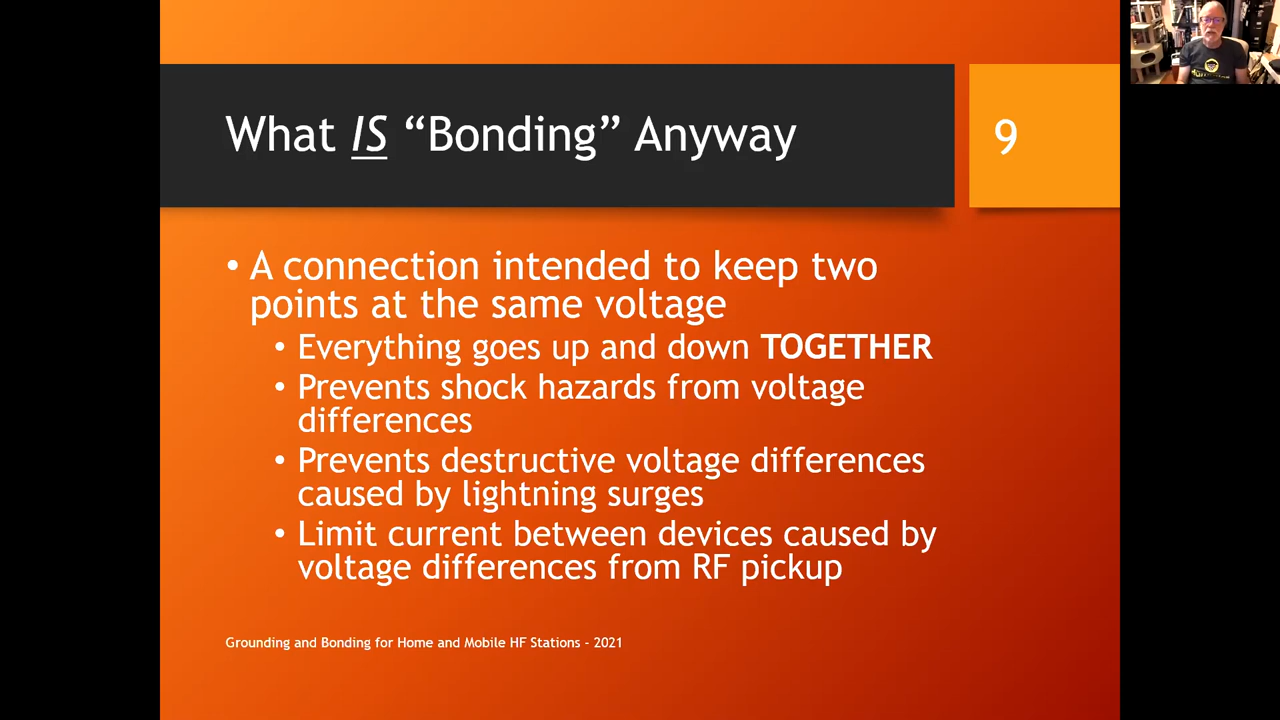 What IS “Bonding” Anyway
9
• A connection intended to keep two
points at the same voltage
• Everything goes up and down TOGETHER
• Prevents shock hazards from voltage
differences
• Prevents destructive voltage differences
caused by lightning surges
• Limit current between devices caused by
voltage differences from RF pickup
Grounding and Bonding for Home and Mobile HF Stations - 2021